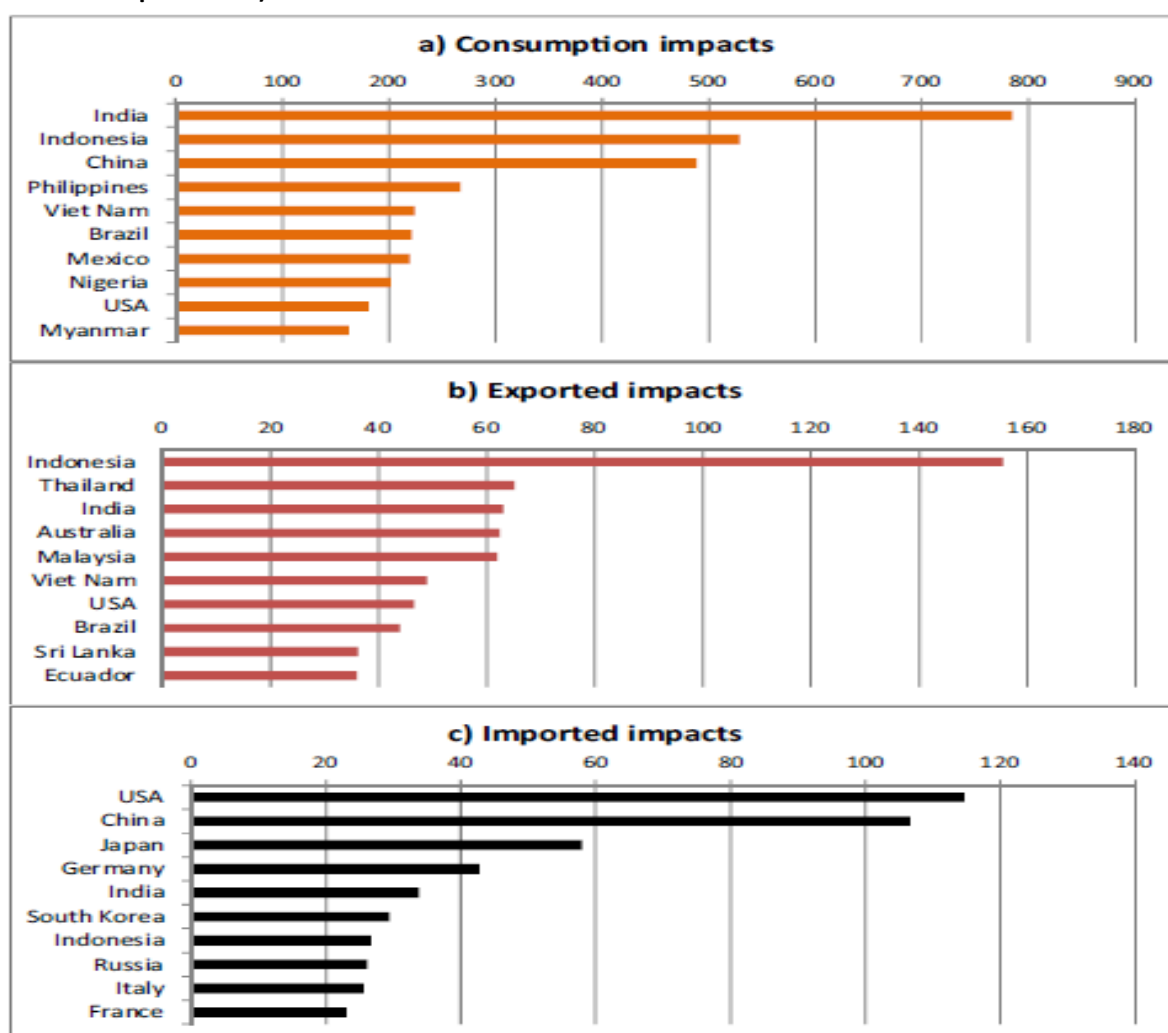 a) Consumption impacts
0 100 200 300 400 500 600 700 800 900
India
Indonesia
China
Philippines
Viet Nam
Brazil
Mexico
Nigeria
USA
Myanmar
b) Exported impacts
0 20 40 60 80 100 120 140 160 180
Indonesia
Thailand
India
Australia
Malaysia
Viet Nam
USA
Brazil
Sri Lanka
Ecuador
c) Imported impacts
0 20 40 60 80 100 120 140
USA
China
Japan
Germany
India
South Korea
Indonesia
Russia
Italy
France